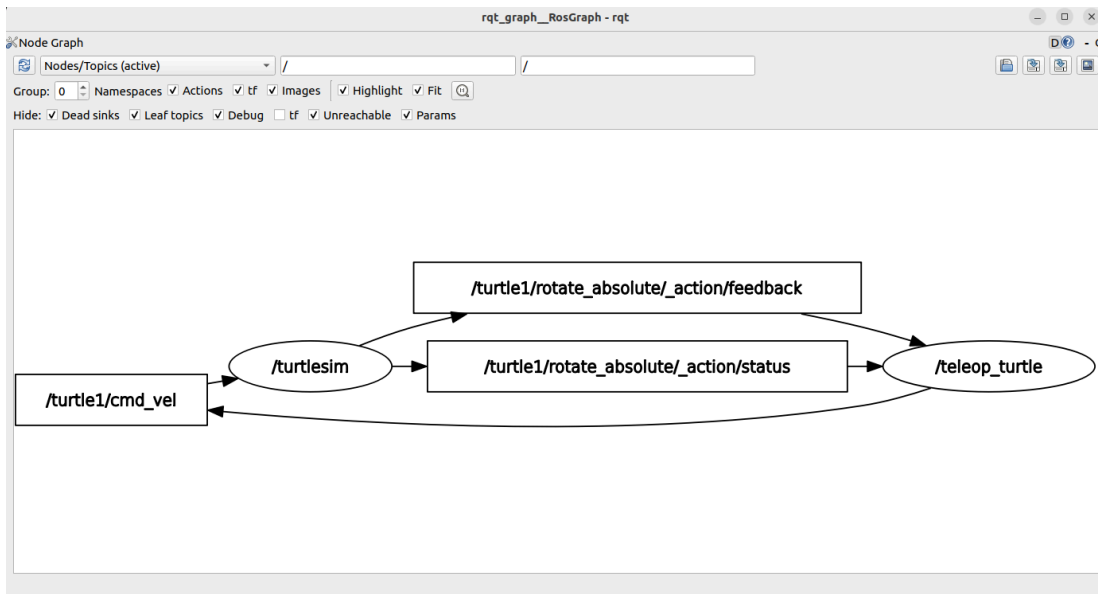 rqt_graph__RosGraph - rqt
Node Graph
D - C
Nodes/Topics (active) / /
Group: 0 Namespaces Actions tf Images Highlight Fit
Hide: Dead sinks Leaf topics Debug tf Unreachable Params
/turtle1/rotate_absolute/_action/feedback
/turtlesim
/turtle1/rotate_absolute/_action/status
/teleop_turtle
/turtle1/cmd_vel